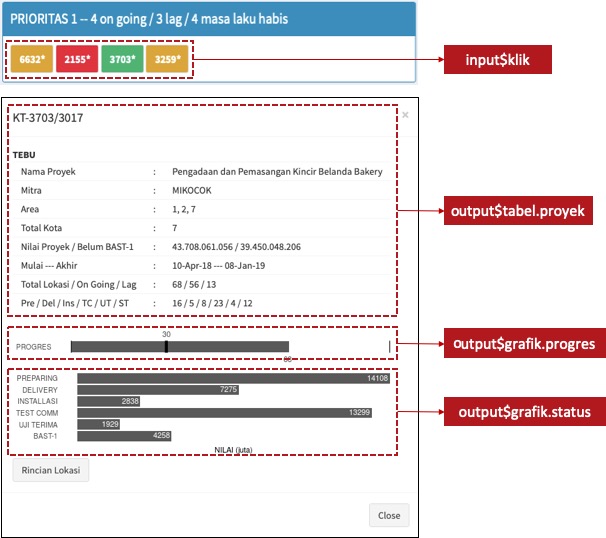 PRIORITAS 1 -- 4 on going / 3 lag / 4 masa laku habis
6632* 2155* 3703* 3259*
input$klik
KT-3703/3017 ×
TEBU
Nama Proyek : Pengadaan dan Pemasangan Kincir Belanda Bakery
Mitra : MIKOCOK
Area : 1, 2, 7
Total Kota : 7
Nilai Proyek / Belum BAST-1 : 43.708.061.056 / 39.450.048.206
Mulai --- Akhir : 10-Apr-18 --- 08-Jan-19
Total Lokasi / On Going / Lag : 68 / 56 / 13
Pre / Del / Ins / TC / UT / ST : 16 / 5 / 8 / 23 / 4 / 12
output$tabel.proyek
30
PROGRES
output$grafik.progres
PREPARING 14108
DELIVERY 7275
INSTALLASI 2838
TEST COMM 13299
UJI TERIMA 1929
BAST-1 4258
NILAI (juta)
output$grafik.status
Rincian Lokasi
Close